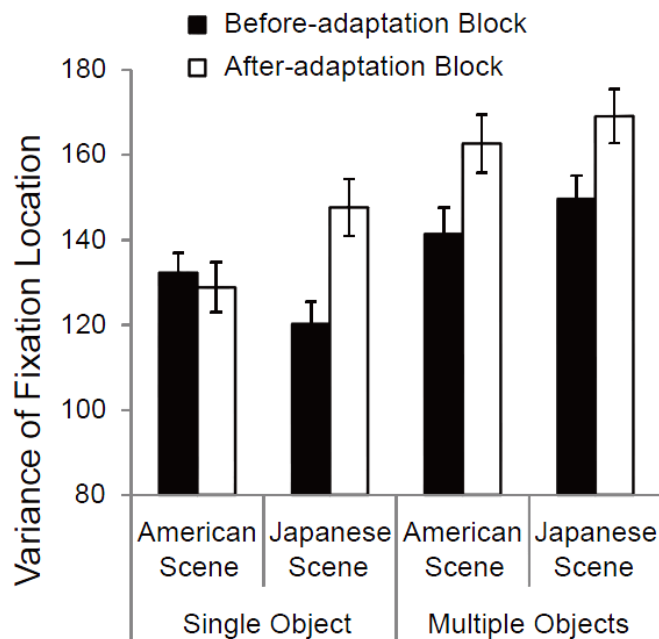 Before-adaptation Block
After-adaptation Block
Variance of Fixation Location
180
160
140
120
100
80
American Scene
Japanese Scene
American Scene
Japanese Scene
Single Object
Multiple Objects